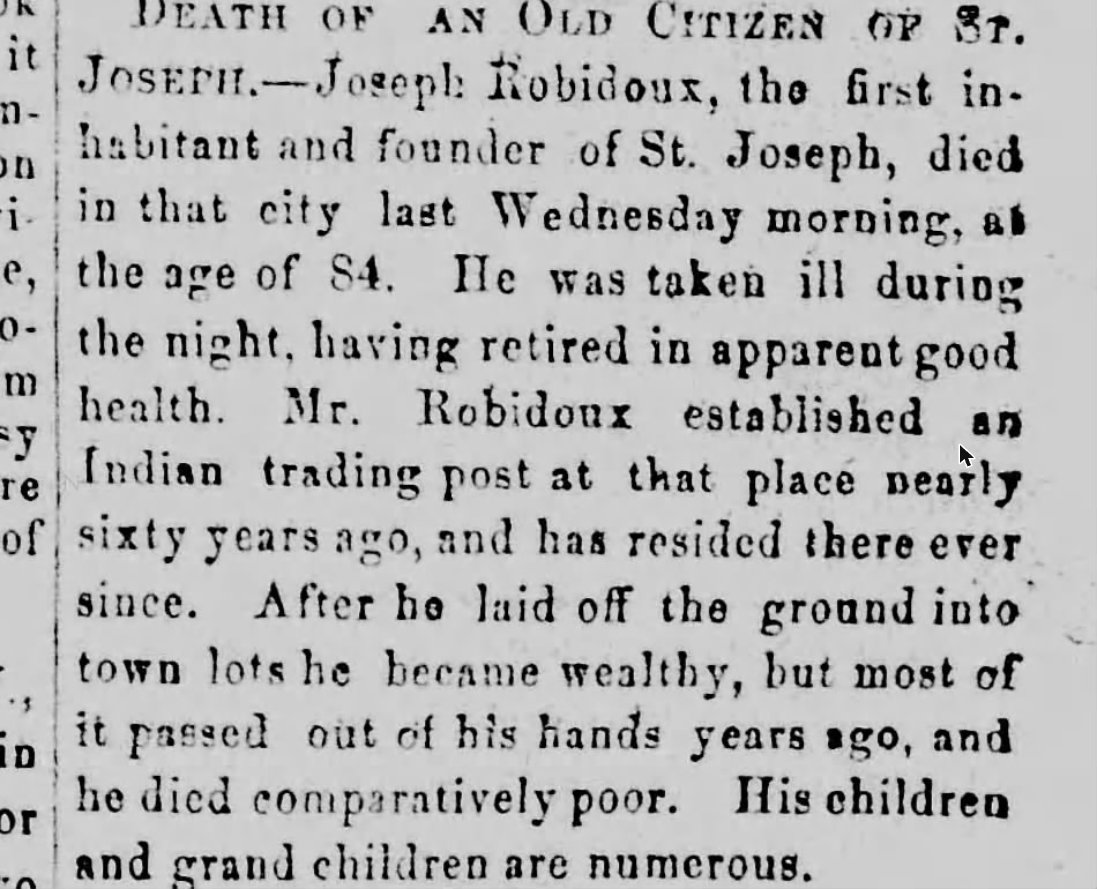 DEATH OF AN OLD CITIZEN OF ST.
JOSEPH.—Joseph Robidoux, the first in-
habitant and founder of St. Joseph, died
in that city last Wednesday morning, at
the age of 84. He was taken ill during
the night, having retired in apparent good
health. Mr. Robidoux established an
Indian trading post at that place nearly
sixty years ago, and has resided there ever
since. After he laid off the ground into
town lots he became wealthy, but most of
it passed out of his hands years ago, and
he died comparatively poor. His children
and grand children are numerous.